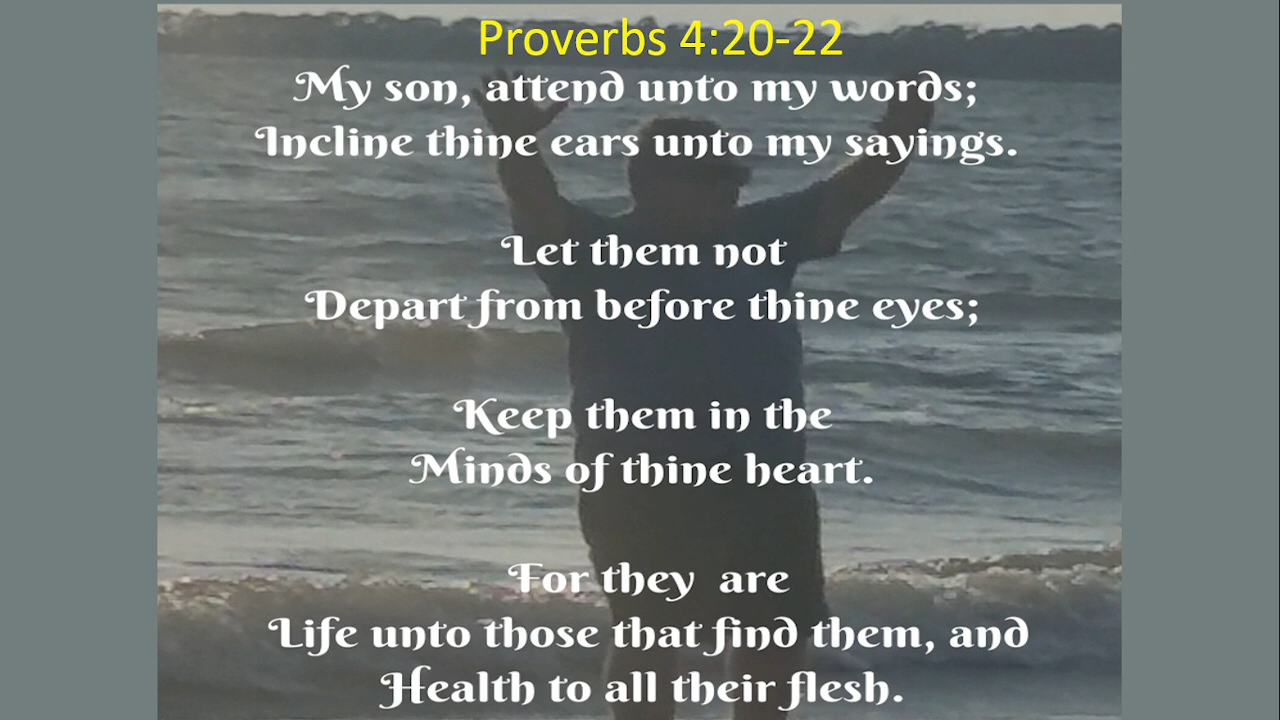 Proverbs 4:20-22
My son, attend unto my words;
Incline thine ears unto my sayings.
Let them not
Depart from before thine eyes;
Keep them in the
Minds of thine heart.
For they are
Life unto those that find them, and
Health to all their flesh.